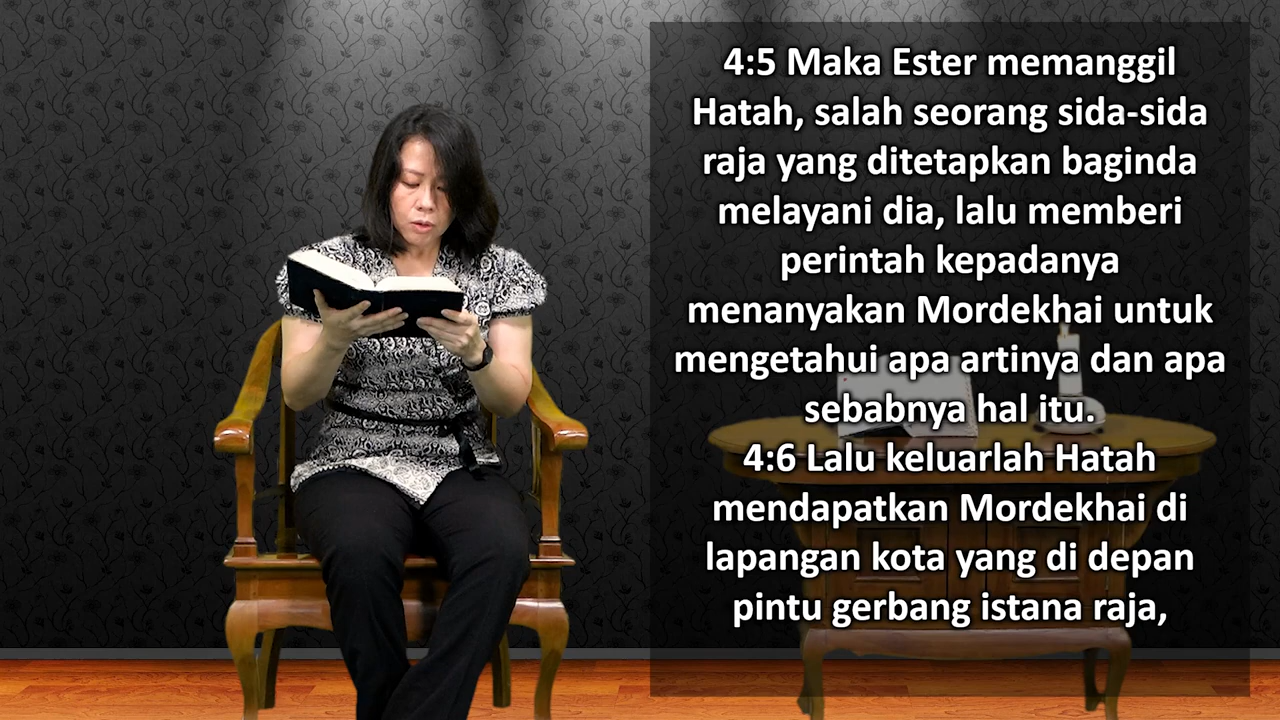 4:5 Maka Ester memanggil
Hatah, salah seorang sida-sida
raja yang ditetapkan baginda
melayani dia, lalu memberi
perintah kepadanya
menanyakan Mordekhai untuk
mengetahui apa artinya dan apa
sebabnya hal itu.
4:6 Lalu keluarlah Hatah
mendapatkan Mordekhai di
lapangan kota yang di depan
pintu gerbang istana raja,